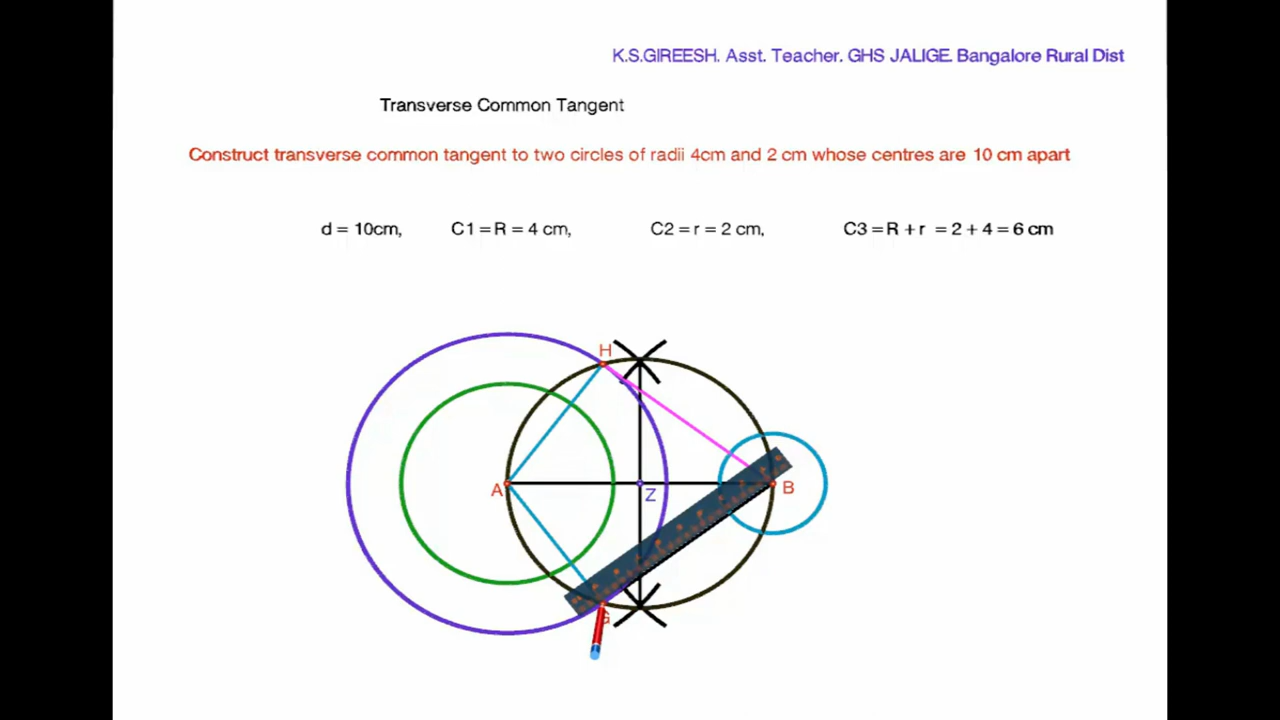 K.S.GIREESH. Asst. Teacher. GHS JALIGE. Bangalore Rural Dist
Transverse Common Tangent
Construct transverse common tangent to two circles of radii 4cm and 2 cm whose centres are 10 cm apart
d = 10cm, C1 = R = 4 cm, C2 = r = 2 cm, C3 = R + r = 2 + 4 = 6 cm
H
A
Z
B
G